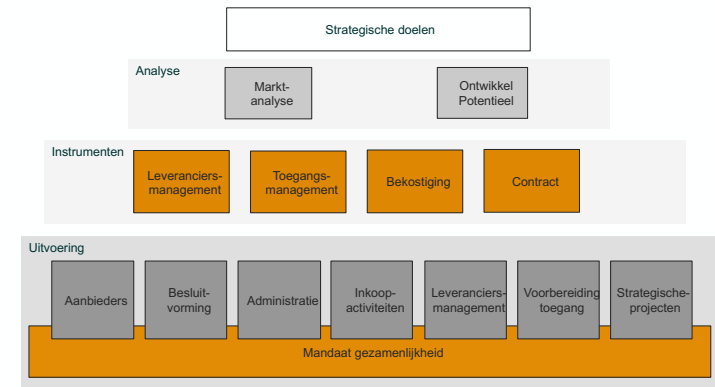 Strategische doelen
Analyse
Markt-
analyse
Ontwikkel
Potentieel
Instrumenten
Leveranciers-
management
Toegangs-
management
Bekostiging
Contract
Uitvoering
Aanbieders
Besluit-
vorming
Administratie
Inkoop-
activiteiten
Leveranciers-
management
Voorbereiding
toegang
Strategische-
projecten
Mandaat gezamenlijkheid